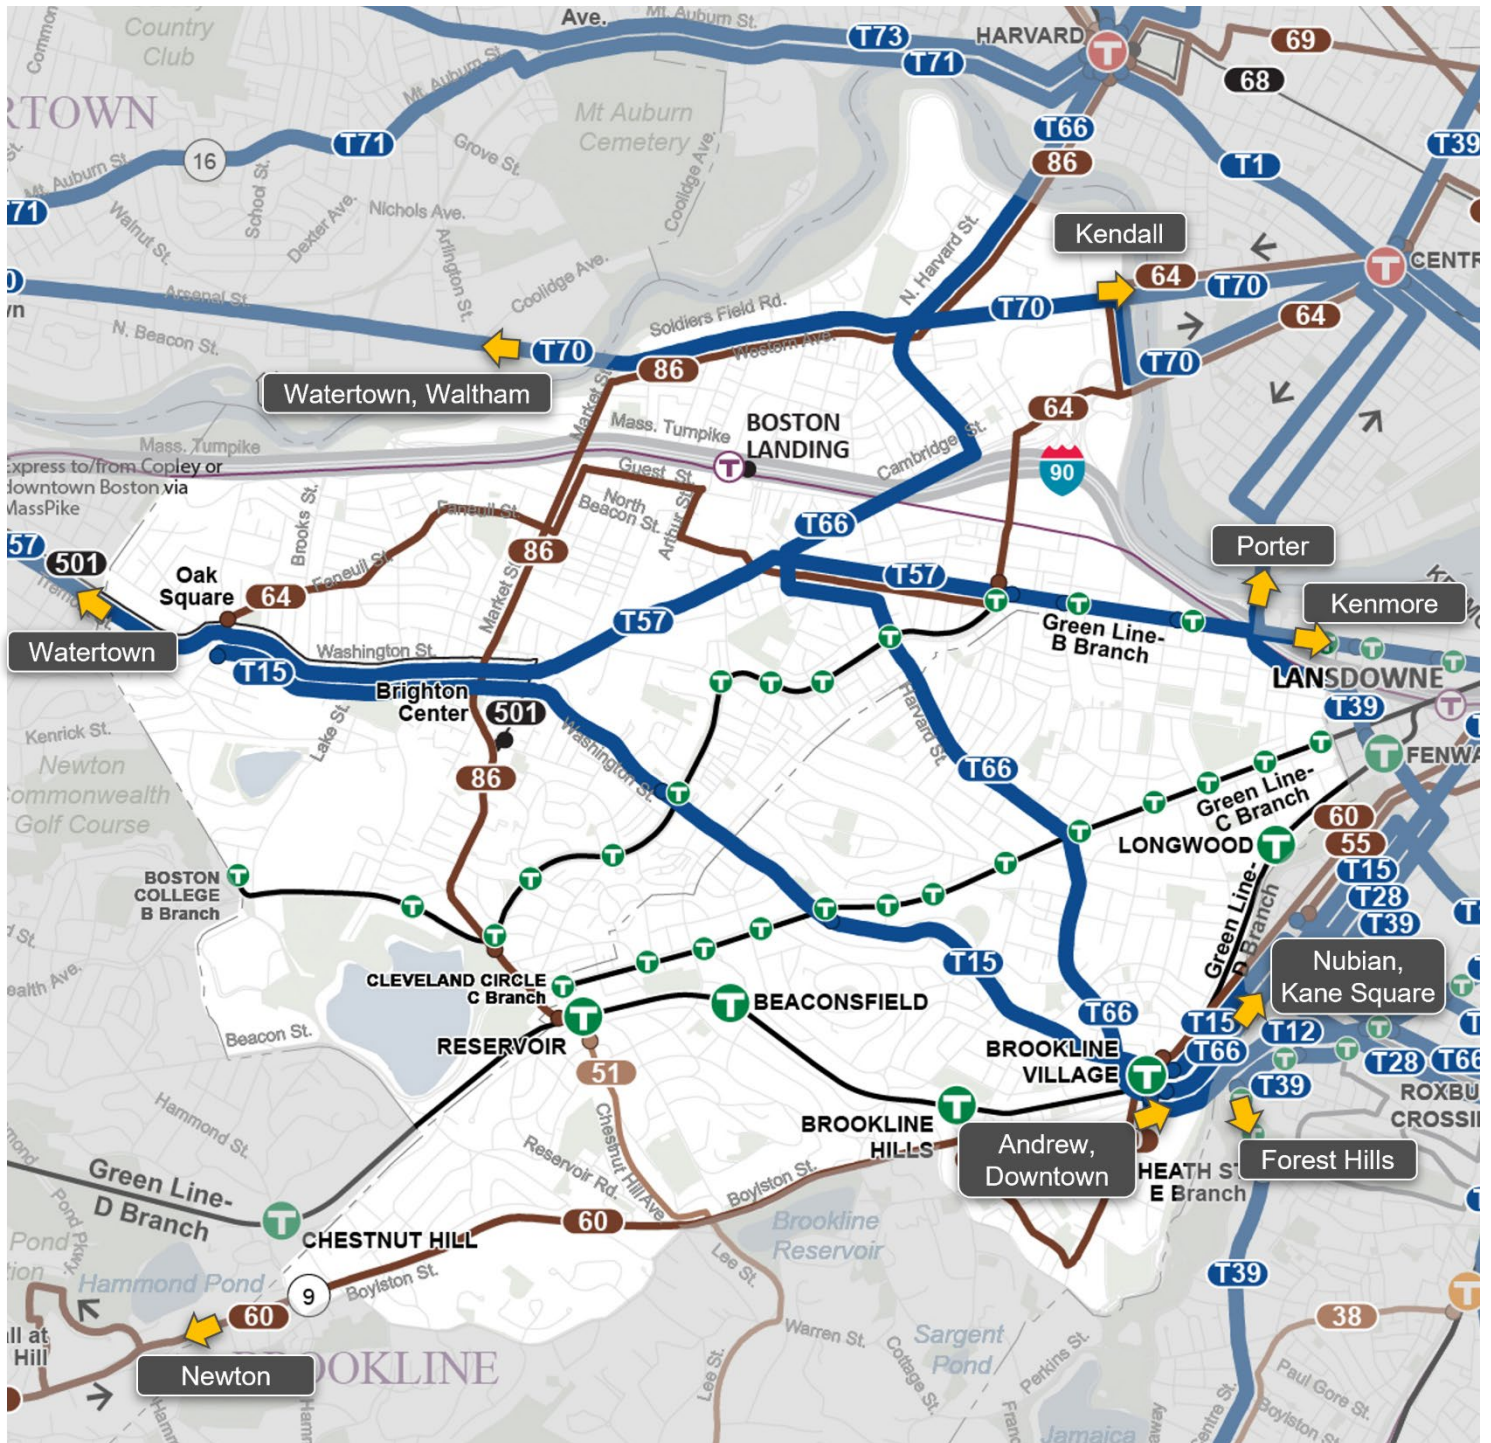 Country
Club
Ave.
Mt. Auburn St.
T73
T71
HARVARD
T
69
68
Common
RTOWN
Mt. Auburn St.
Mt Auburn
Cemetery
T66
86
T39
T71
16
Grove St.
Coolidge Ave.
T1
Mt. Auburn St.
School St.
71
Walnut St.
Dexter Ave.
Nichols Ave.
Arlington St.
Coolidge Ave.
N. Harvard St.
Kendall
64
T70
T
CENTR
Arsenal St.
N. Beacon St.
Soldiers Field Rd.
T70
64
T70
Western Ave.
T70
86
Watertown, Waltham
Market St.
64
Mass. Turnpike
BOSTON
LANDING
T
Cambridge St.
90
Mass. Turnpike
Express to/from Copley or
downtown Boston via
MassPike
Guest St.
North
Beacon St.
Arthur St.
Brooks St.
Faneuil St.
T66
86
57
501
Porter
Oak
Square
64
Faneuil St.
Market St.
T57
Kenmore
Watertown
T57
Green Line-
B Branch
Washington St.
T15
LANSDOWNE
Brighton
Center
501
T39
Lake St.
Washington St.
Harvard St.
Kenrick St.
Newton
Commonwealth
Golf Course
86
T66
FENWA
Green Line-
C Branch
60
LONGWOOD
55
T15
T28
T39
BOSTON
COLLEGE
B Branch
Green Line-
D Branch
T15
Nubian,
Kane Square
CLEVELAND CIRCLE
C Branch
BEACONSFIELD
T66
T15
T12
Beacon St.
RESERVOIR
BROOKLINE
VILLAGE
T66
T28
T66
51
T39
ROXBU
CROSSI
Hammond St.
Chestnut Hill Ave
BROOKLINE
HILLS
Andrew,
Downtown
Reservoir Rd.
Boylston St.
HEATH ST
E Branch
Forest Hills
Green Line-
D Branch
60
Pond Pkwy.
CHESTNUT HILL
Brookline
Reservoir
Lee St.
Hammond Pond
9
Boylston St.
T39
60
38
Warren St.
Sargent
Pond
Cottage St.
Perkins St.
Newton
OKLINE
Lee St.
Paul Gore St.
Boylston St.
Centre St.
Jamaica